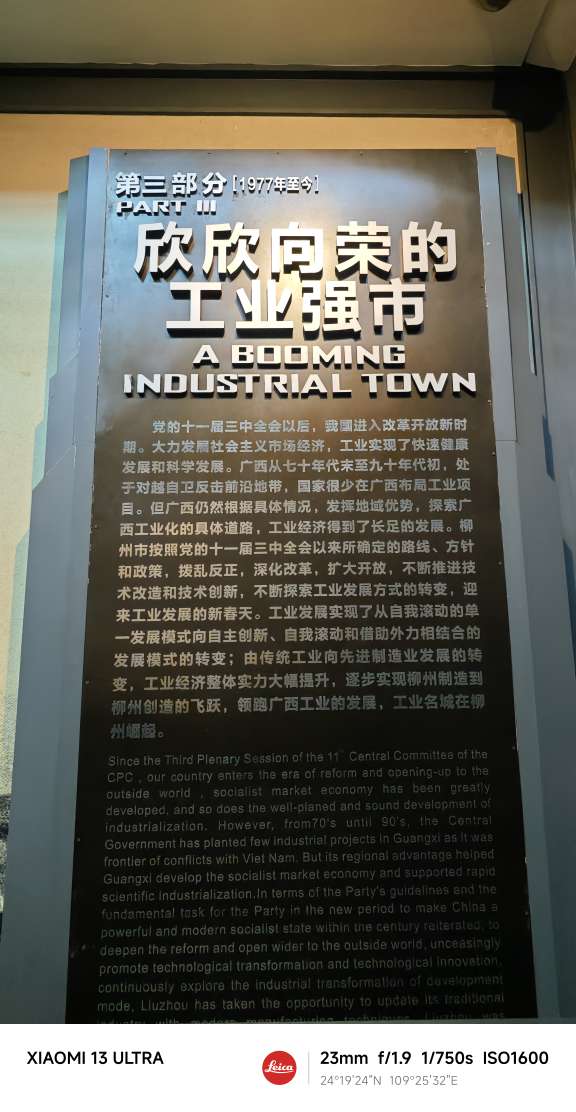 第三部分[1977年至今]
PART III
欣欣向荣的
工业强市
A BOOMING
INDUSTRIAL TOWN
党的十一届三中全会以后，我国进入改革开放新时
期。大力发展社会主义市场经济，工业实现了快速健康
发展和科学发展。广西从七十年代末至九十年代初，处
于对越自卫反击前沿地带，国家很少在广西布局工业项
目。但广西仍然根据具体情况，发挥地域优势，探索广
西工业化的具体道路，工业经济得到了长足的发展。柳
州市按照党的十一届三中全会以来所确定的路线、方针
和政策，拨乱反正，深化改革，扩大开放，不断推进技
术改造和技术创新，不断探索工业发展方式的转变，迎
来工业发展的新春天。工业发展实现了从自我滚动的单
一发展模式向自主创新、自我滚动和借助外力相结合的
发展模式的转变；由传统工业向先进制造业发展的转
变，工业经济整体实力大幅提升，逐步实现柳州制造到
柳州创造的飞跃，领跑广西工业的发展，工业名城在柳
州崛起。
Since the Third Plenary Session of the 11th Central Committee of the
CPC , our country enters the era of reform and opening-up to the
outside world , socialist market economy has been greatly
developed, and so does the well-planed and sound development of
industrialization. However, from70's until 90's, the Central
Government has planted few industrial projects in Guangxi as it was
frontier of conflicts with Viet Nam. But its regional advantage helped
Guangxi develop the socialist market economy and supported rapid
scientific industrialization.In terms of the Party's guidelines and the
fundamental task for the Party in the new period to make China a
powerful and modern socialist state within the century reiterated, to
deepen the reform and open wider to the outside world, unceasingly
promote technological transformation and technological innovation,
continuously explore the industrial transformation of development
mode, Liuzhou has taken the opportunity to update its traditional
industry with modern manufacturing techniques. Liuzhou was
XIAOMI 13 ULTRA
Leica
23mm f/1.9 1/750s ISO1600
24°19'24"N 109°25'32"E